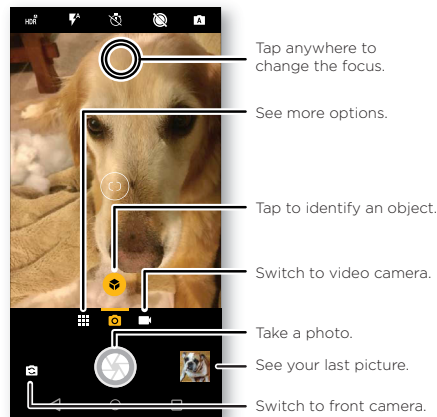 HDR M
A
A
Tap anywhere to
change the focus.
See more options.
Tap to identify an object.
Switch to video camera.
Take a photo.
See your last picture.
Switch to front camera.